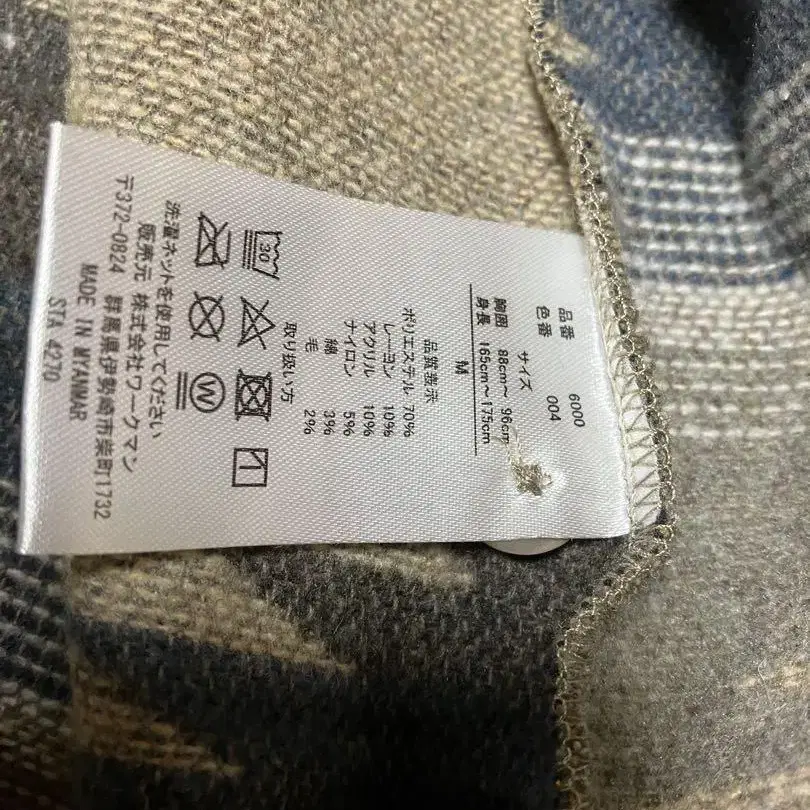 品番 6000
色番 004
サイズ
胸囲 88cm～ 96cm
身長 165cm～175cm
M
品質表示
ポリエステル 70%
レーヨン 10%
アクリル 10%
ナイロン 5%
綿 3%
毛 2%
取り扱い方
30
W
洗濯ネットを使用してください
販売元 株式会社ワークマン
〒372-0824 群馬県伊勢崎市柴町1732
MADE IN MYANMAR
STA 4270